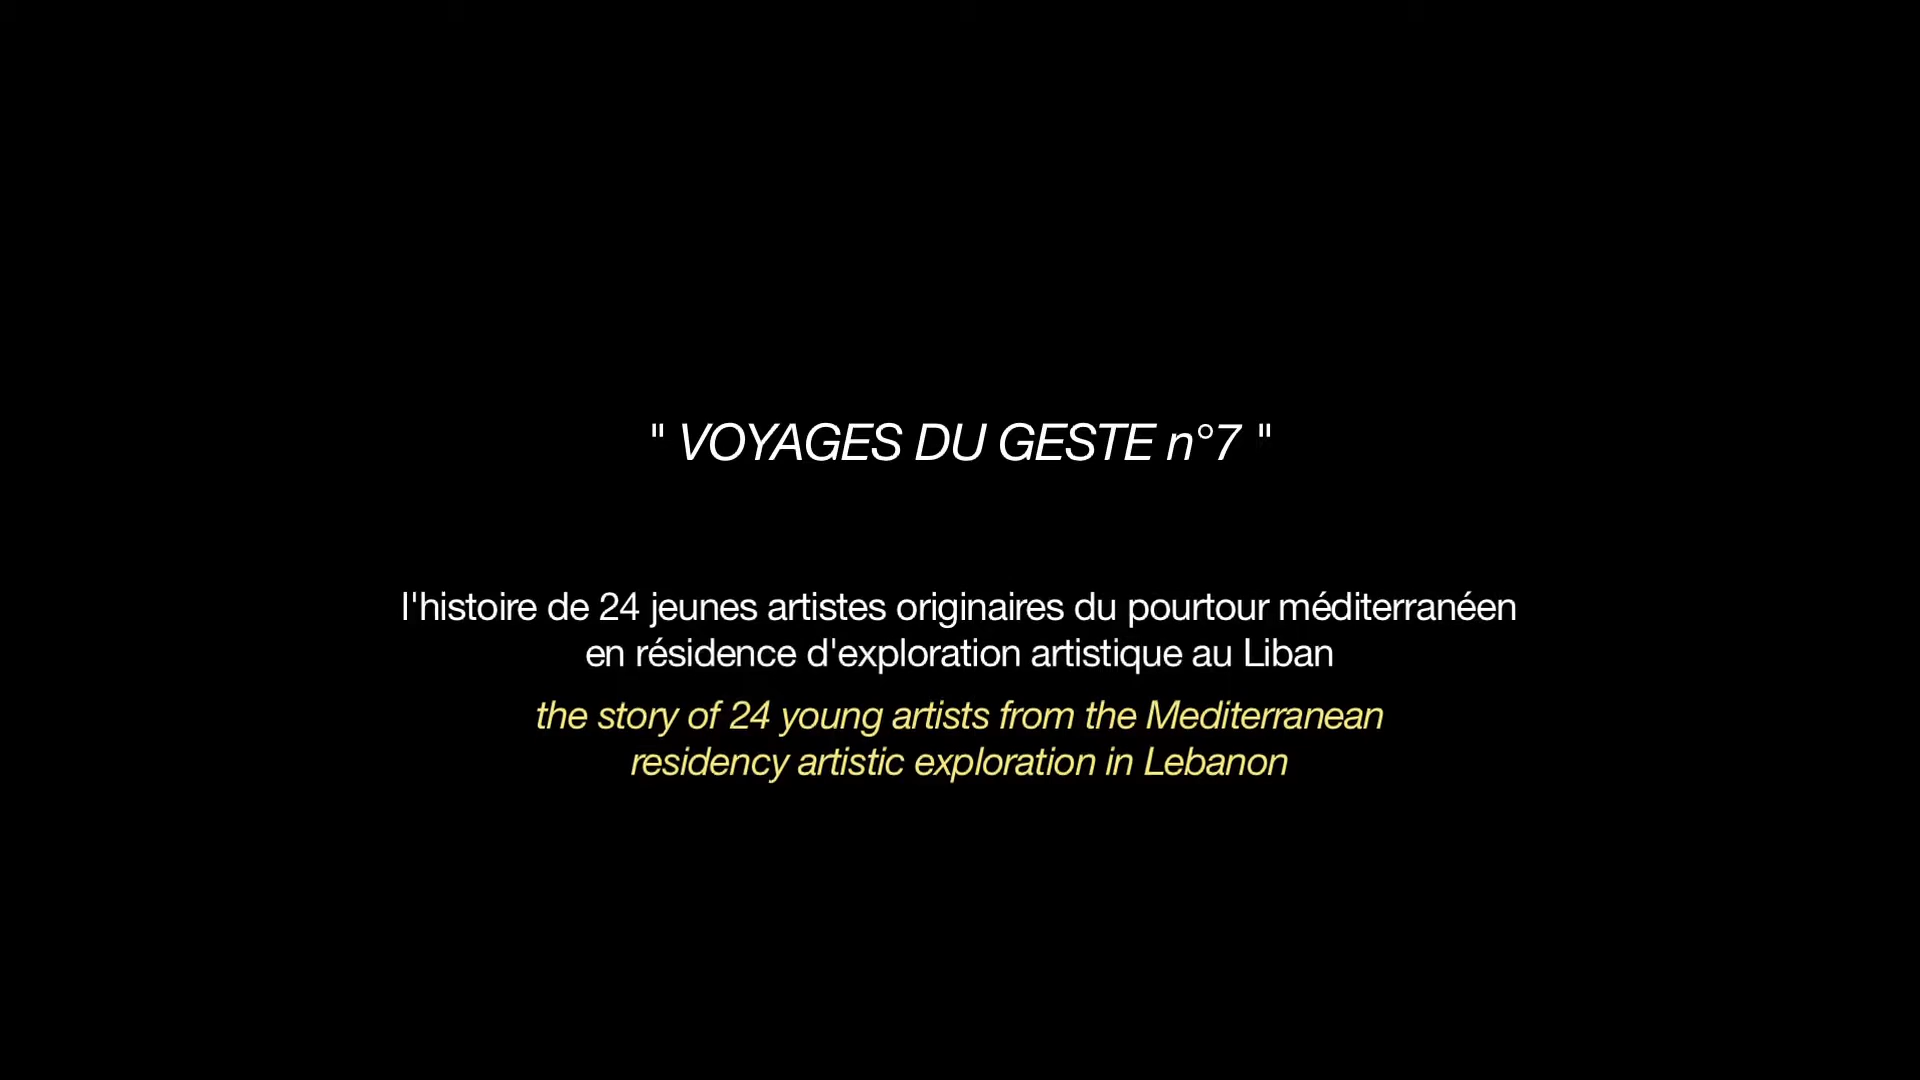 " VOYAGES DU GESTE n°7 "
l'histoire de 24 jeunes artistes originaires du pourtour méditerranéen
en résidence d'exploration artistique au Liban
the story of 24 young artists from the Mediterranean
residency artistic exploration in Lebanon